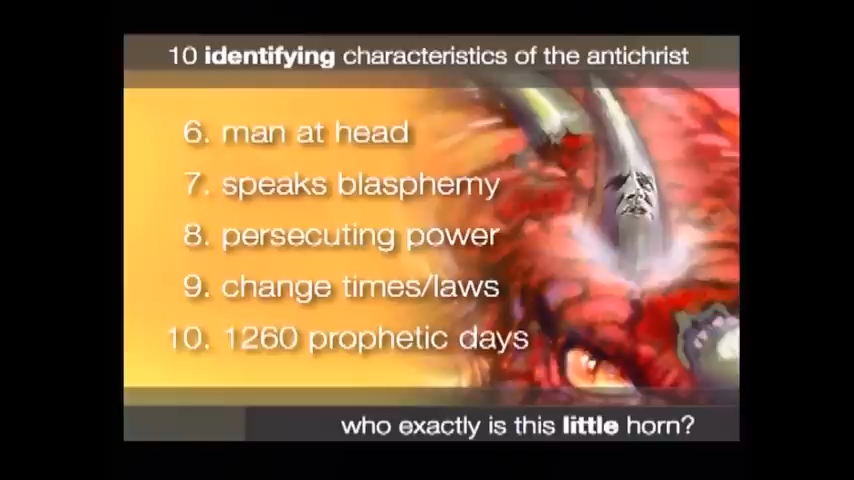 10 identifying characteristics of the antichrist
6. man at head
7. speaks blasphemy
8. persecuting power
9. change times/laws
10. 1260 prophetic days
who exactly is this little horn?